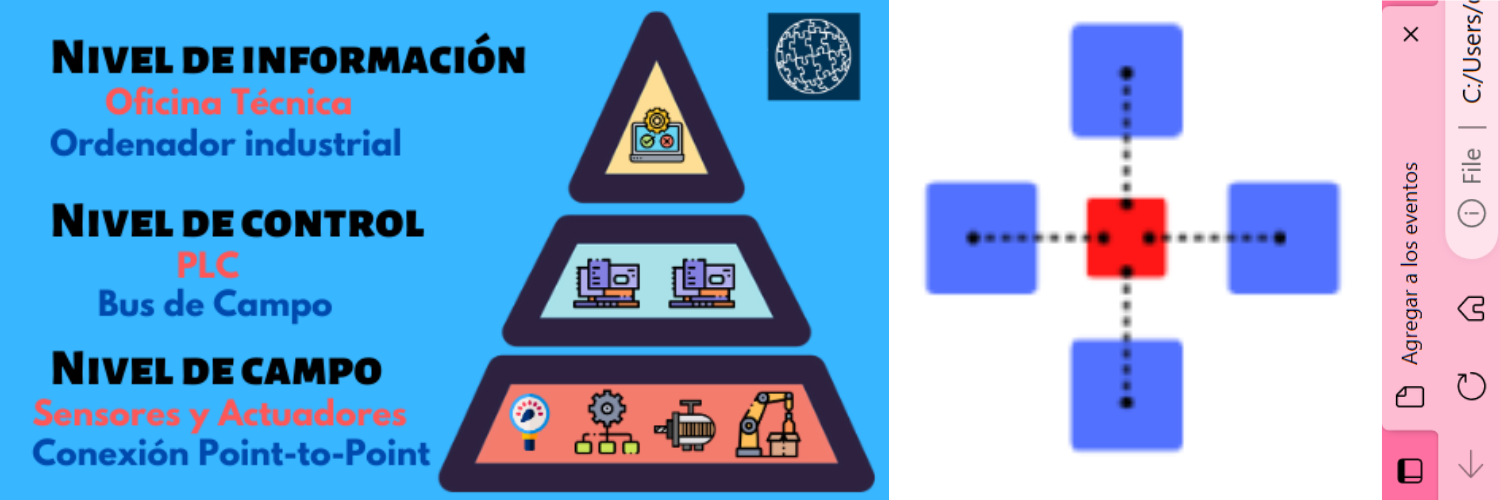 NIVEL DE INFORMACIÓN
Oficina Técnica
Ordenador industrial
NIVEL DE CONTROL
PLC
Bus de Campo
NIVEL DE CAMPO
Sensores y Actuadores
Conexión Point-to-Point
Agregar a los eventos
File | C:/Users/